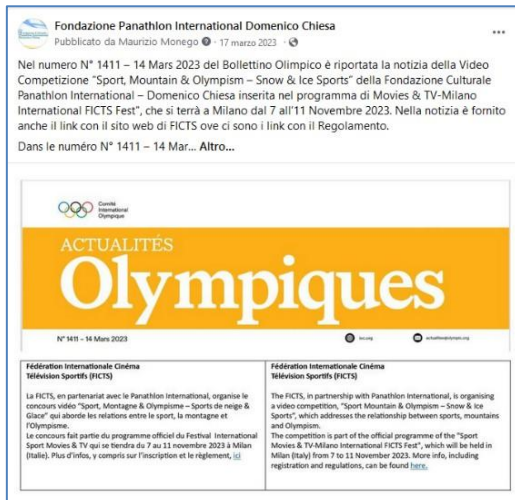 Fondazione Panathlon International Domenico Chiesa
Pubblicato da Maurizio Monego · 17 marzo 2023 ·
Nel numero N° 1411 – 14 Mars 2023 del Bollettino Olimpico è riportata la notizia della Video
Competizione "Sport, Mountain & Olympism – Snow & Ice Sports" della Fondazione Culturale
Panathlon International – Domenico Chiesa inserita nel programma di Movies & TV-Milano
International FICTS Fest", che si terrà a Milano dal 7 all'11 Novembre 2023. Nella notizia è fornito
anche il link con il sito web di FICTS ove ci sono i link con il Regolamento.
Dans le numéro N° 1411 – 14 Mar... Altro...
Comité
International
Olympique
ACTUALITÉS
Olympiques
N° 1411 – 14 Mars 2023
ioc.org
actualites@olympic.org
Fédération Internationale Cinéma
Télévision Sportifs (FICTS)
La FICTS, en partenariat avec le Panathlon International, organise le
concours vidéo "Sport, Montagne & Olympisme – Sports de neige &
Glace" qui aborde les relations entre le sport, la montagne et
l'Olympisme.
Le concours fait partie du programme officiel du Festival International
Sport Movies & TV qui se tiendra du 7 au 11 novembre 2023 à Milan
(Italie). Plus d'infos, y compris sur l'inscription et le règlement, ici
Fédération Internationale Cinéma
Télévision Sportifs (FICTS)
The FICTS, in partnership with Panathlon International, is organising
a video competition, "Sport Mountain & Olympism – Snow & Ice
Sports", which addresses the relationship between sport, mountains
and Olympism.
The competition is part of the official programme of the "Sport
Movies & TV-Milano International FICTS Fest", which will be held in
Milan (Italy) from 7 to 11 November 2023. More info, including
registration and regulations, can be found here.